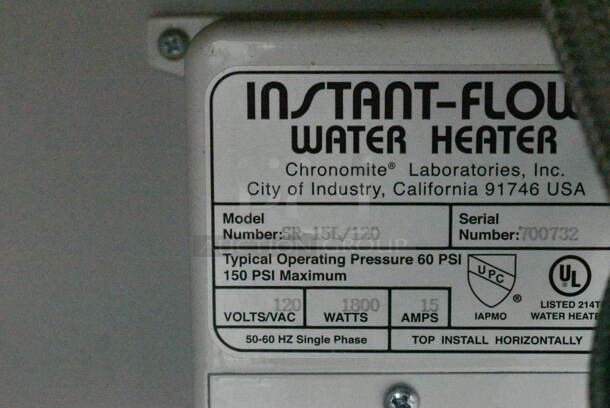 INSTANT-FLOW
WATER HEATER
Chronomite® Laboratories, Inc.
City of Industry, California 91746 USA
Model
Number: SR-15L/120
Serial
Number: 700732
Typical Operating Pressure 60 PSI
150 PSI Maximum
UPC
®
IAPMO
UL
LISTED 214T
WATER HEATE
120
VOLTS/VAC
1800
WATTS
15
AMPS
50-60 HZ Single Phase
TOP INSTALL HORIZONTALLY
AUCTION GROUP